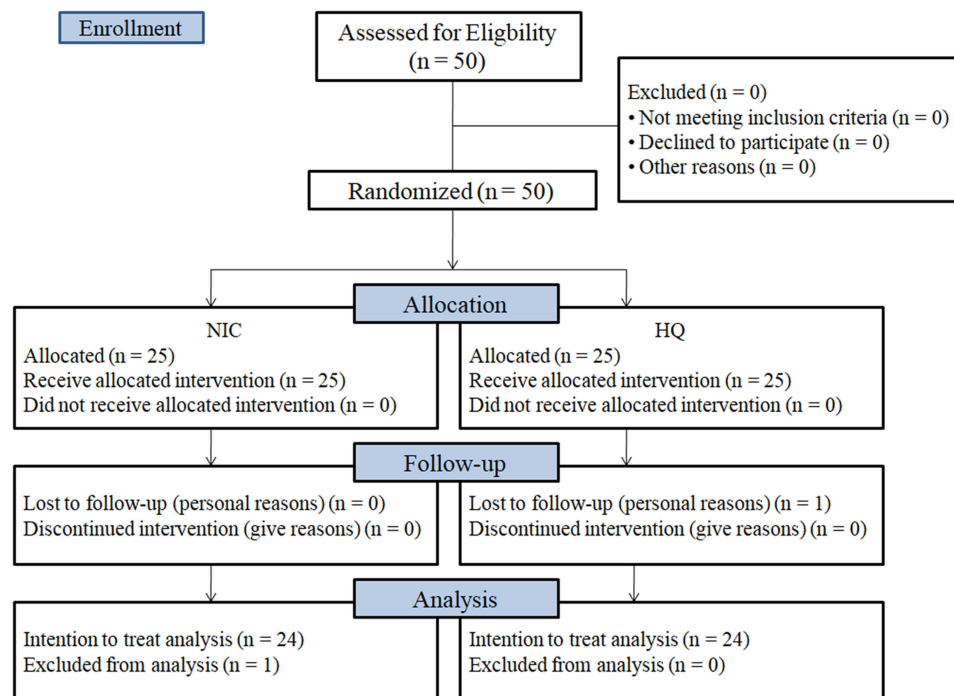 Enrollment
Assessed for Eligbility
(n = 50)
Excluded (n = 0)
• Not meeting inclusion criteria (n = 0)
• Declined to participate (n = 0)
• Other reasons (n = 0)
Randomized (n = 50)
Allocation
NIC
Allocated (n = 25)
Receive allocated intervention (n = 25)
Did not receive allocated intervention (n = 0)
HQ
Allocated (n = 25)
Receive allocated intervention (n = 25)
Did not receive allocated intervention (n = 0)
Follow-up
Lost to follow-up (personal reasons) (n = 0)
Discontinued intervention (give reasons) (n = 0)
Lost to follow-up (personal reasons) (n = 1)
Discontinued intervention (give reasons) (n = 0)
Analysis
Intention to treat analysis (n = 24)
Excluded from analysis (n = 1)
Intention to treat analysis (n = 24)
Excluded from analysis (n = 0)